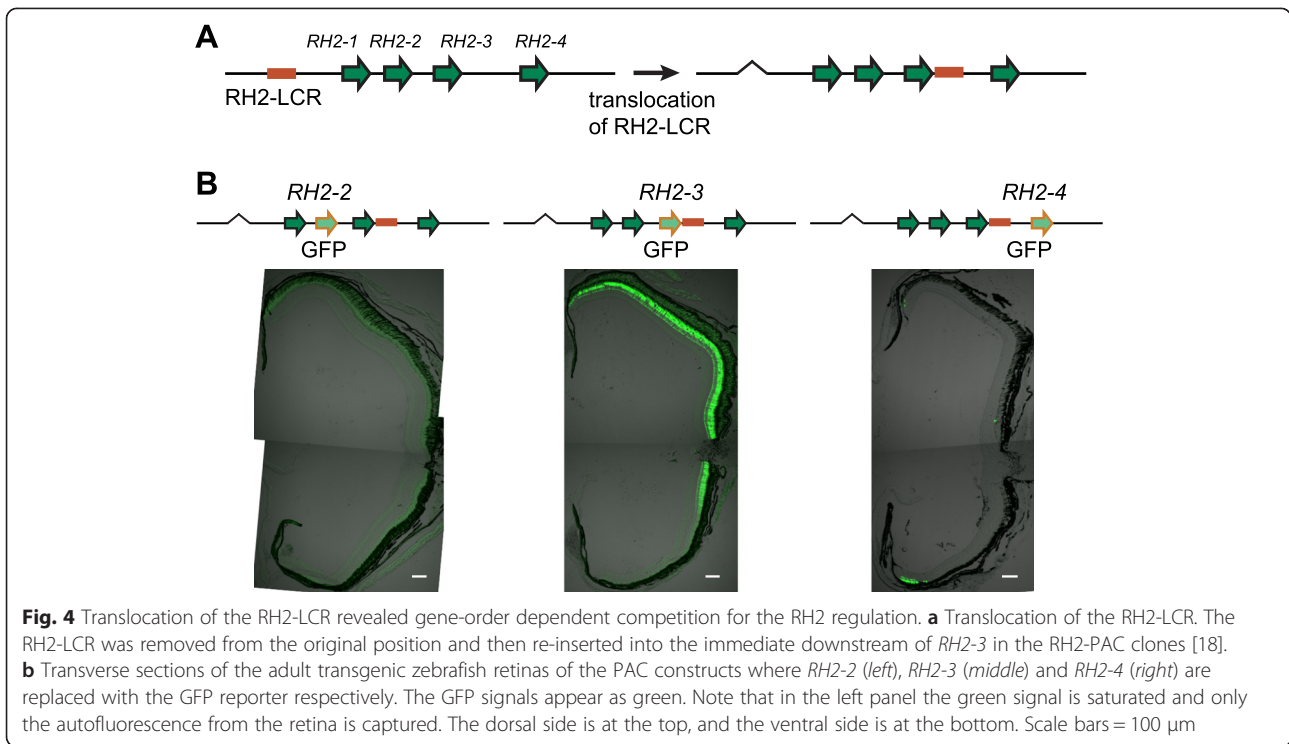 A
RH2-1 RH2-2 RH2-3 RH2-4
RH2-LCR
translocation
of RH2-LCR
B
RH2-2 RH2-3 RH2-4
GFP GFP GFP
Fig. 4 Translocation of the RH2-LCR revealed gene-order dependent competition for the RH2 regulation. a Translocation of the RH2-LCR. The
RH2-LCR was removed from the original position and then re-inserted into the immediate downstream of RH2-3 in the RH2-PAC clones [18].
b Transverse sections of the adult transgenic zebrafish retinas of the PAC constructs where RH2-2 (left), RH2-3 (middle) and RH2-4 (right) are
replaced with the GFP reporter respectively. The GFP signals appear as green. Note that in the left panel the green signal is saturated and only
the autofluorescence from the retina is captured. The dorsal side is at the top, and the ventral side is at the bottom. Scale bars = 100 μm